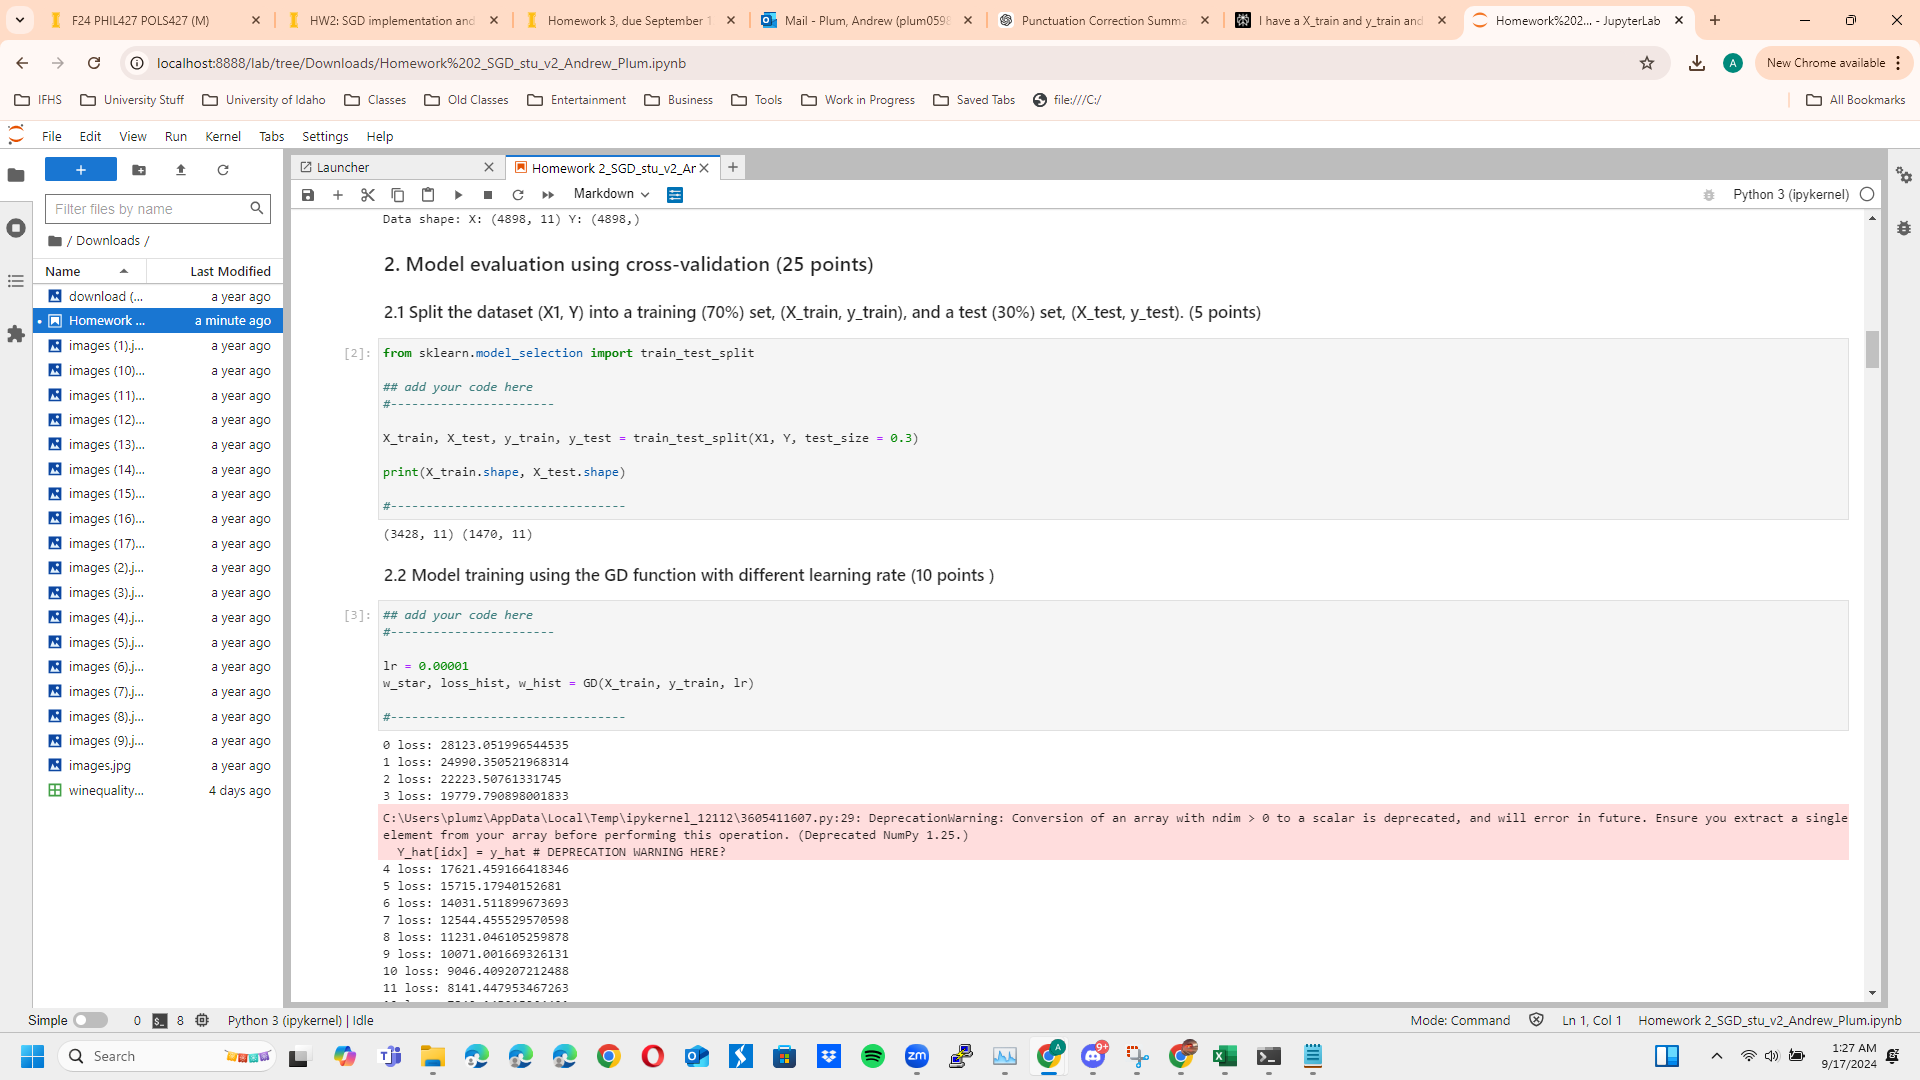 F24 PHIL427 POLS427 (M)
HW2: SGD implementation and
Homework 3, due September 1
Mail - Plum, Andrew (plum0598
Punctuation Correction Summa
I have a X_train and y_train and
Homework%202... - JupyterLab
localhost:8888/lab/tree/Downloads/Homework%202_SGD_stu_v2_Andrew_Plum.ipynb
A
New Chrome available
IFHS
University Stuff
University of Idaho
Classes
Old Classes
Entertainment
Business
Tools
Work in Progress
Saved Tabs
file:///C:/
All Bookmarks
File Edit View Run Kernel Tabs Settings Help
Launcher
Homework 2_SGD_stu_v2_Ar
Markdown
Python 3 (ipykernel)
Filter files by name
/ Downloads /
Name Last Modified
download (... a year ago
Homework ... a minute ago
images (1).j... a year ago
images (10)... a year ago
images (11)... a year ago
images (12)... a year ago
images (13)... a year ago
images (14)... a year ago
images (15)... a year ago
images (16)... a year ago
images (17)... a year ago
images (2).j... a year ago
images (3).j... a year ago
images (4).j... a year ago
images (5).j... a year ago
images (6).j... a year ago
images (7).j... a year ago
images (8).j... a year ago
images (9).j... a year ago
images.jpg a year ago
winequality... 4 days ago
Data shape: X: (4898, 11) Y: (4898,)
2. Model evaluation using cross-validation (25 points)
2.1 Split the dataset (X1, Y) into a training (70%) set, (X_train, y_train), and a test (30%) set, (X_test, y_test). (5 points)
[2]: from sklearn.model_selection import train_test_split
## add your code here
#-----------------------
X_train, X_test, y_train, y_test = train_test_split(X1, Y, test_size = 0.3)
print(X_train.shape, X_test.shape)
#---------------------------------
(3428, 11) (1470, 11)
2.2 Model training using the GD function with different learning rate (10 points )
[3]: ## add your code here
#-----------------------
lr = 0.00001
w_star, loss_hist, w_hist = GD(X_train, y_train, lr)
#---------------------------------
0 loss: 28123.051996544535
1 loss: 24990.350521968314
2 loss: 22223.50761331745
3 loss: 19779.790898001833
C:\Users\plumz\AppData\Local\Temp\ipykernel_12112\3605411607.py:29: DeprecationWarning: Conversion of an array with ndim > 0 to a scalar is deprecated, and will error in future. Ensure you extract a single
element from your array before performing this operation. (Deprecated NumPy 1.25.)
Y_hat[idx] = y_hat # DEPRECATION WARNING HERE?
4 loss: 17621.459166418346
5 loss: 15715.17940152681
6 loss: 14031.511899673693
7 loss: 12544.455529570598
8 loss: 11231.046105259878
9 loss: 10071.001669326131
10 loss: 9046.409207212488
11 loss: 8141.447953467263
Simple 0 8 Python 3 (ipykernel) | Idle
Mode: Command Ln 1, Col 1 Homework 2_SGD_stu_v2_Andrew_Plum.ipynb
Search
zm
A
9+
1:27 AM
9/17/2024